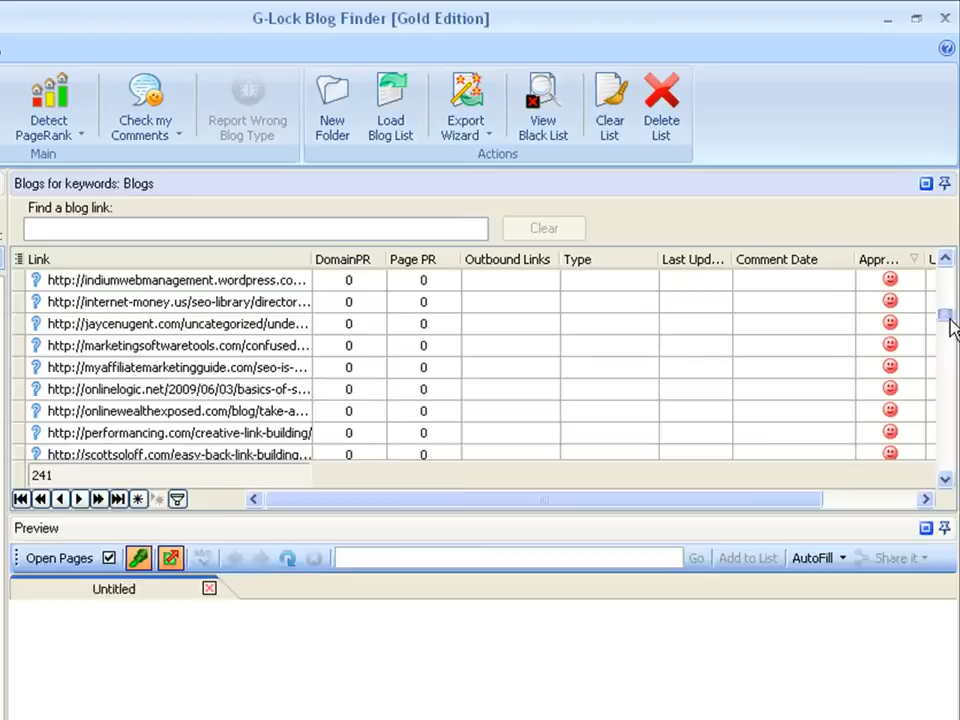 G-Lock Blog Finder [Gold Edition]
Detect PageRank
Check my Comments
Report Wrong Blog Type
New Folder
Load Blog List
Export Wizard
View Black List
Clear List
Delete List
Main
Actions
Blogs for keywords: Blogs
Find a blog link:
Clear
Link DomainPR Page PR Outbound Links Type Last Upd... Comment Date Appr... U
http://indiumwebmanagement.wordpress.co... 0 0
http://internet-money.us/seo-library/director... 0 0
http://jaycenugent.com/uncategorized/unde... 0 0
http://marketingsoftwaretools.com/confused... 0 0
http://myaffiliatemarketingguide.com/seo-is-... 0 0
http://onlinelogic.net/2009/06/03/basics-of-s... 0 0
http://onlinewealthexposed.com/blog/take-a... 0 0
http://performancing.com/creative-link-building/ 0 0
http://scottsoloff.com/easy-back-link-building... 0 0
241
Preview
Open Pages
Go
Add to List
AutoFill
Share it
Untitled